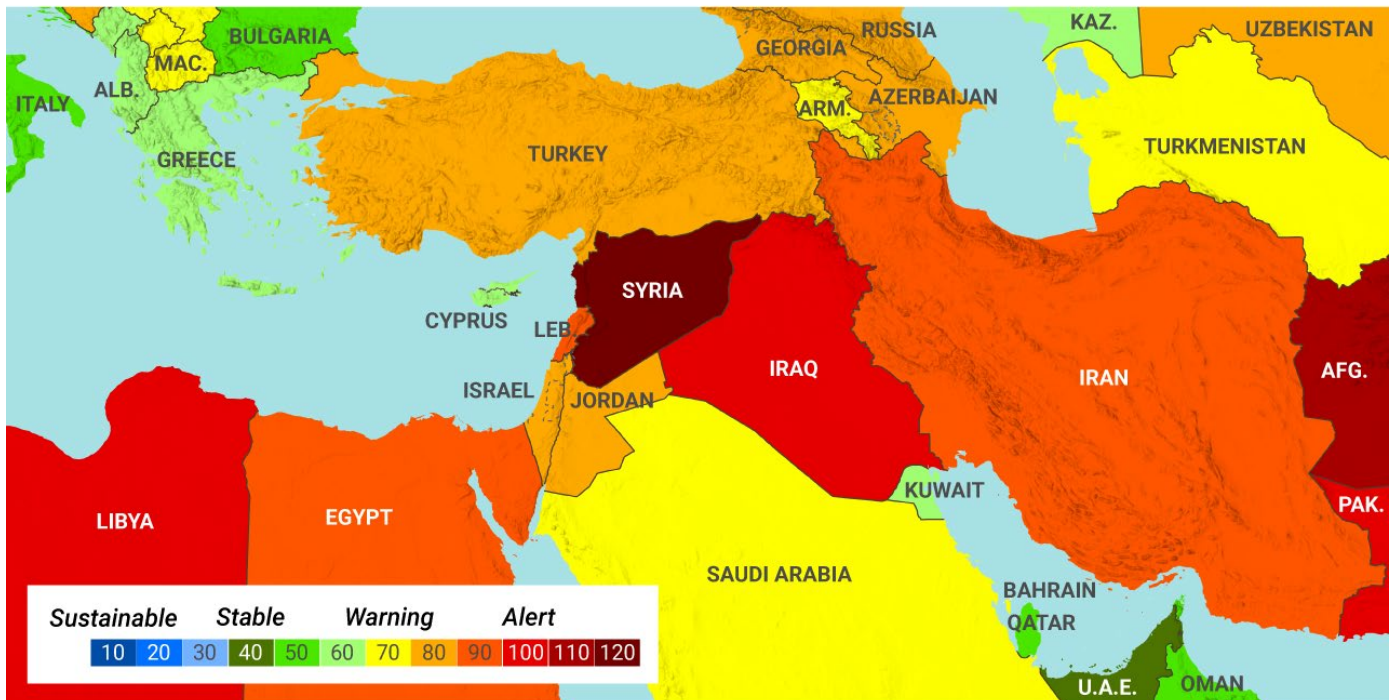 BULGARIA
RUSSIA
KAZ.
UZBEKISTAN
MAC.
GEORGIA
ALB.
ITALY
ARM.
AZERBAIJAN
GREECE
TURKEY
TURKMENISTAN
SYRIA
CYPRUS
LEB.
IRAQ
IRAN
AFG.
ISRAEL
JORDAN
KUWAIT
PAK.
LIBYA
EGYPT
SAUDI ARABIA
BAHRAIN
QATAR
U.A.E.
OMAN
Sustainable Stable Warning Alert
10 20 30 40 50 60 70 80 90 100 110 120